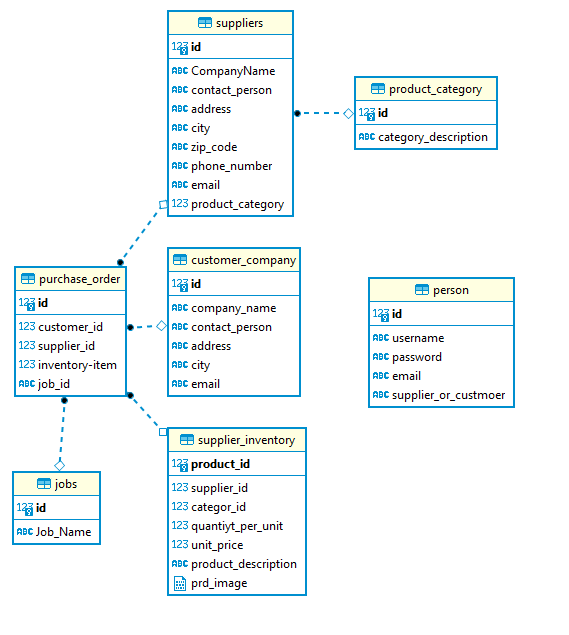 suppliers
123 id
ABC CompanyName
ABC contact_person
ABC address
ABC city
ABC zip_code
ABC phone_number
ABC email
123 product_category
product_category
123 id
ABC category_description
purchase_order
123 id
123 customer_id
123 supplier_id
123 inventory-item
ABC job_id
customer_company
123 id
ABC company_name
ABC contact_person
ABC address
ABC city
ABC email
person
123 id
ABC username
ABC password
ABC email
ABC supplier_or_custmoer
jobs
123 id
ABC Job_Name
supplier_inventory
123 product_id
123 supplier_id
123 categor_id
123 quantiyt_per_unit
123 unit_price
ABC product_description
prd_image